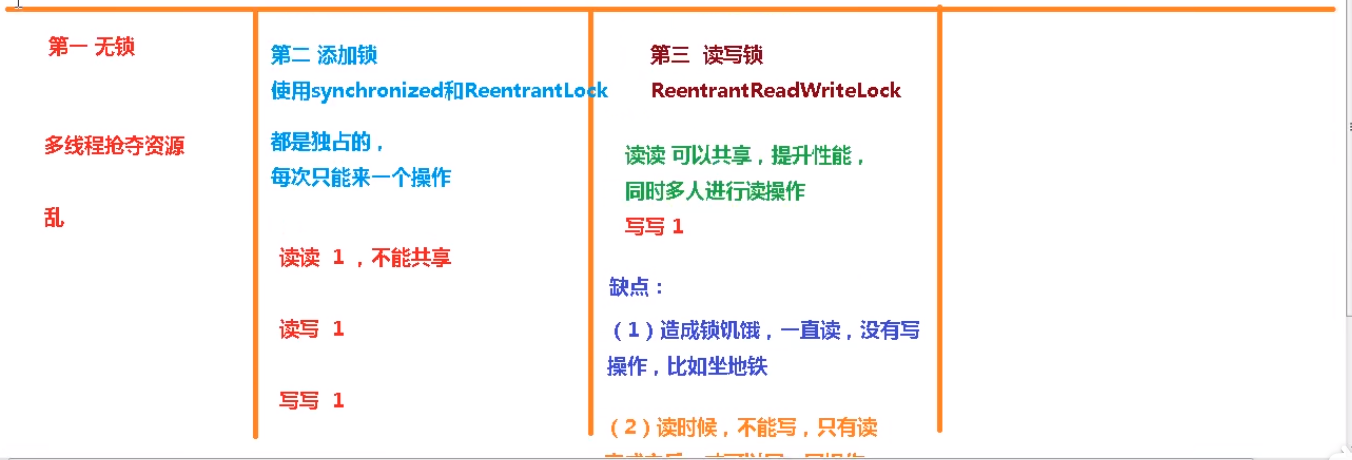 第一 无锁
多线程抢夺资源
乱
第二 添加锁
使用synchronized和ReentrantLock
都是独占的，
每次只能来一个操作
读读 1 ，不能共享
读写 1
写写 1
第三 读写锁
ReentrantReadWriteLock
读读 可以共享，提升性能，
同时多人进行读操作
写写 1
缺点：
（1）造成锁饥饿，一直读，没有写
操作，比如坐地铁
（2）读时候，不能写，只有读